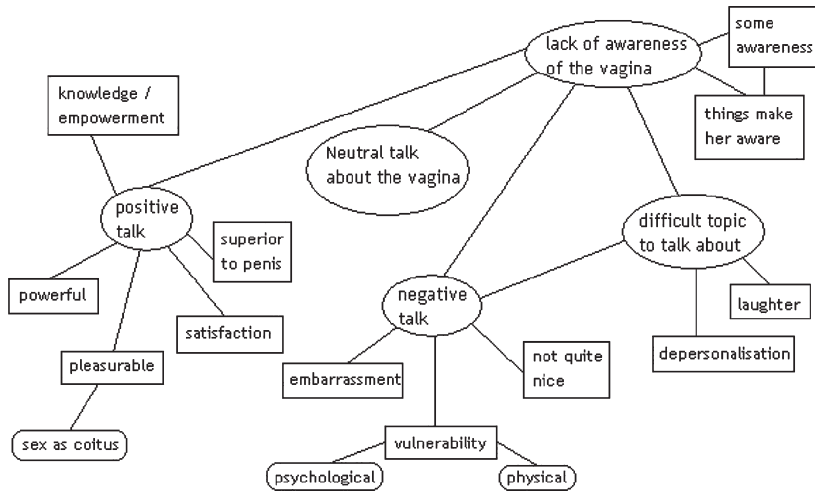 lack of awareness
of the vagina
some
awareness
things make
her aware
knowledge /
empowerment
Neutral talk
about the vagina
positive
talk
superior
to penis
difficult topic
to talk about
powerful
satisfaction
negative
talk
laughter
depersonalisation
pleasurable
embarrassment
not quite
nice
sex as coitus
vulnerability
psychological
physical